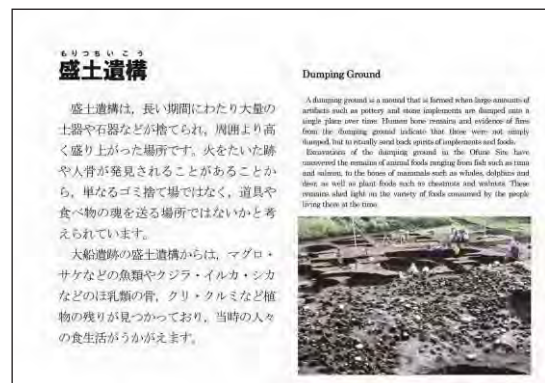 もりつちいこう
盛土遺構
盛土遺構は、長い期間にわたり大量の
土器や石器などが捨てられ、周囲より高
く盛り上がった場所です。火をたいた跡
や人骨が発見されることがあることか
ら、単なるゴミ捨て場ではなく、道具や
食べ物の魂を送る場所ではないかと考
えられています。
大船遺跡の盛土遺構からは、マグロ・
サケなどの魚類やクジラ・イルカ・シカ
などのほ乳類の骨、クリ・クルミなど植
物の残りが見つかっており、当時の人々
の食生活がうかがえます。
Dumping Ground
A dumping ground is a mound that is formed when large amounts of
artifacts such as pottery and stone implements are dumped onto a
single place over time. Human bone remains and evidence of fires
from the dumping ground indicate that these were not simply
dumped, but to ritually send back spirits of implements and foods.
Excavations of the dumping ground in the Ofune Site have
uncovered the remains of animal foods ranging from fish such as tuna
and salmon, to the bones of mammals such as whales, dolphins and
deer, as well as plant foods such as chestnuts and walnuts. These
remains shed light on the variety of foods consumed by the people
living there at the time.